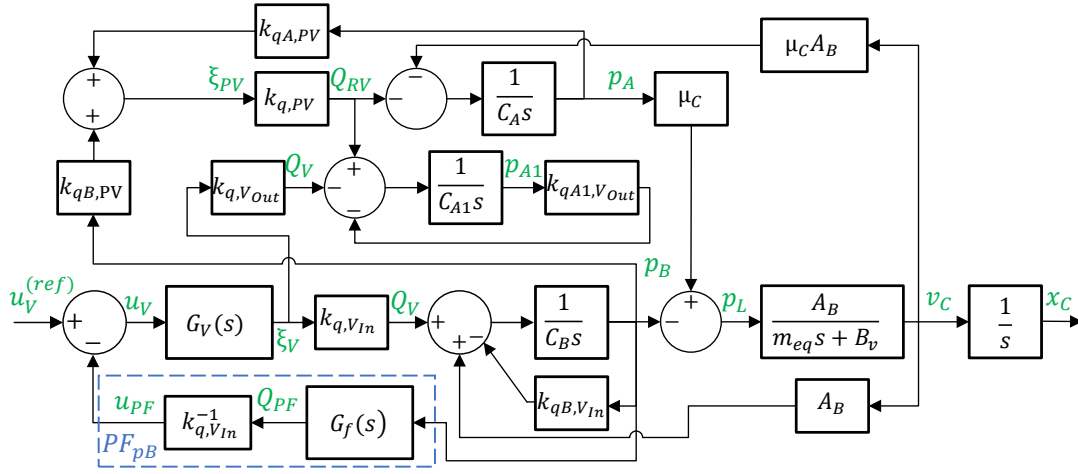 k_{qA,PV}
μ_C A_B
+
+
ξ_{PV}
k_{q,PV}
Q_{RV}
−
−
1/(C_A s)
p_A
μ_C
k_{qB,PV}
k_{q,V_{Out}}
Q_V
+
−
−
1/(C_{A1} s)
p_{A1}
k_{qA1,V_{Out}}
u_V^{(ref)}
+
−
u_V
G_V(s)
ξ_V
k_{q,V_{In}}
Q_V
+
+
−
1/(C_B s)
p_B
+
−
p_L
A_B/(m_{eq} s + B_v)
v_C
1/s
x_C
k_{qB,V_{In}}
A_B
u_{PF}
k_{q,V_{In}}^{-1}
Q_{PF}
G_f(s)
PF_{pB}